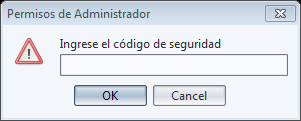 Permisos de Administrador
Ingrese el código de seguridad
OK Cancel